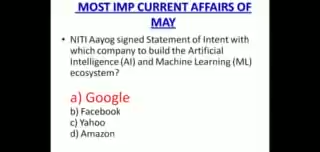 MOST IMP CURRENT AFFAIRS OF
MAY
• NITI Aayog signed Statement of Intent with
which company to build the Artificial
Intelligence (AI) and Machine Learning (ML)
ecosystem?
a) Google
b) Facebook
c) Yahoo
d) Amazon